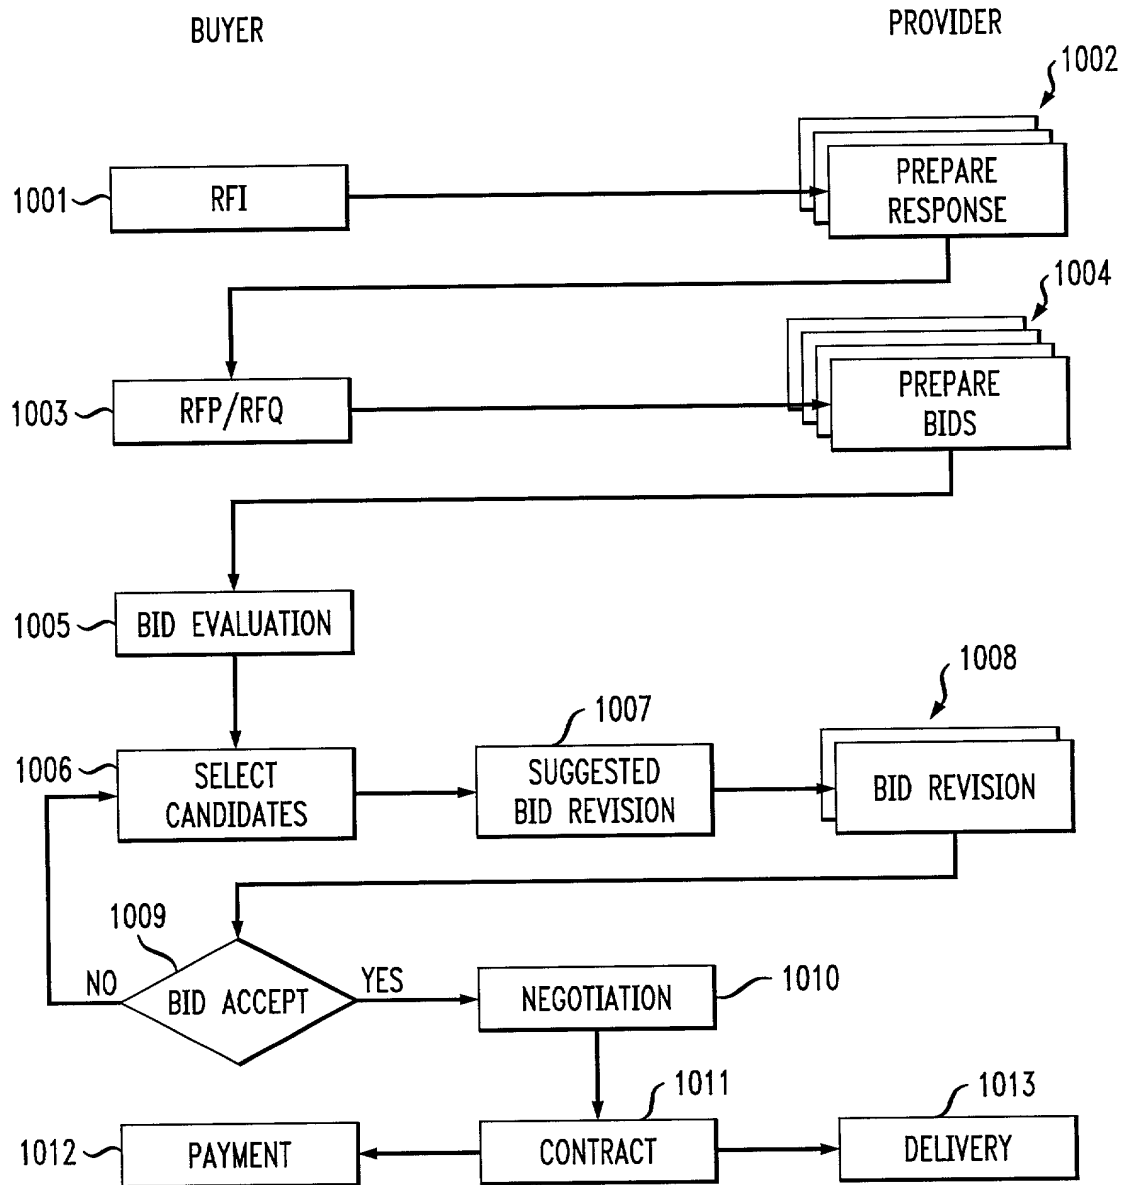 BUYER
PROVIDER
1002
1001
RFI
PREPARE
RESPONSE
1004
1003
RFP/RFQ
PREPARE
BIDS
1005
BID EVALUATION
1008
1007
1006
SELECT
CANDIDATES
SUGGESTED
BID REVISION
BID REVISION
1009
NO
BID ACCEPT
YES
NEGOTIATION
1010
1011
1013
1012
PAYMENT
CONTRACT
DELIVERY